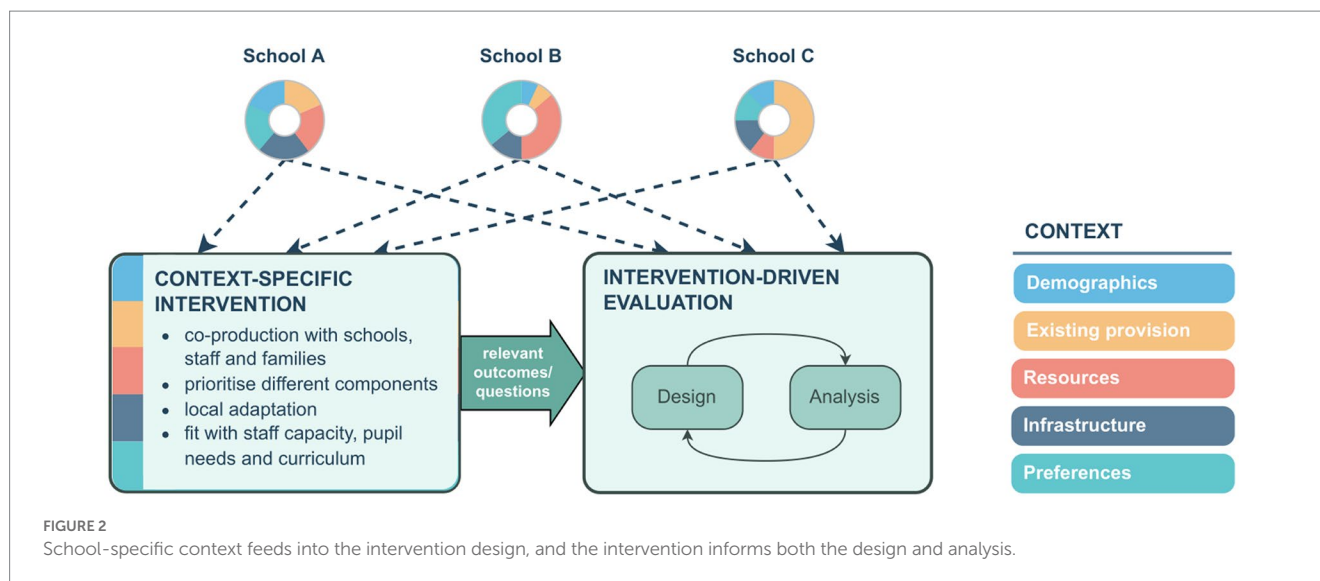 School A
School B
School C
CONTEXT-SPECIFIC
INTERVENTION
• co-production with schools,
staff and families
• prioritise different components
• local adaptation
• fit with staff capacity, pupil
needs and curriculum
relevant
outcomes/
questions
INTERVENTION-DRIVEN
EVALUATION
Design
Analysis
CONTEXT
Demographics
Existing provision
Resources
Infrastructure
Preferences
FIGURE 2
School-specific context feeds into the intervention design, and the intervention informs both the design and analysis.